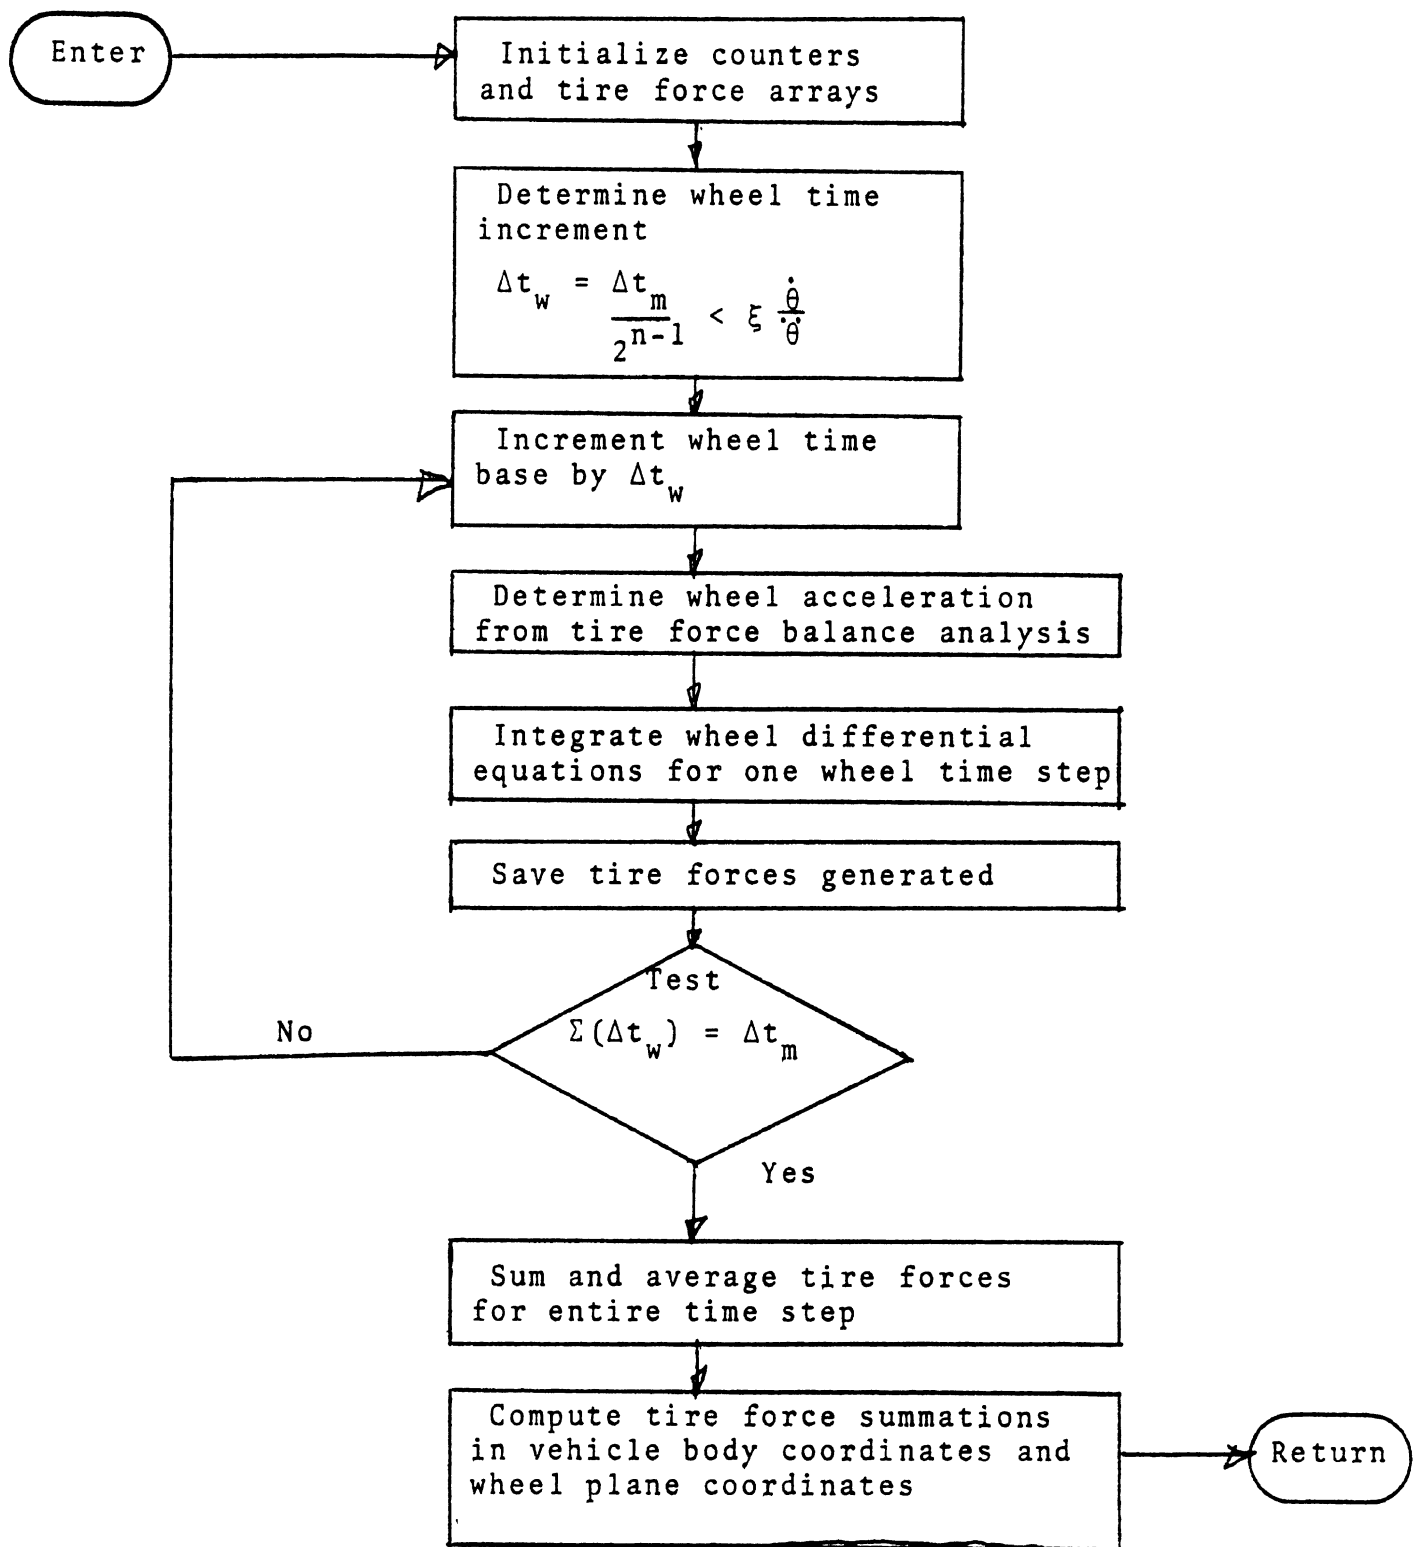 Enter
Initialize counters
and tire force arrays
Determine wheel time
increment
Δt_w = Δt_m / 2^{n-1} < ξ θ̇ / θ̈
Increment wheel time
base by Δt_w
Determine wheel acceleration
from tire force balance analysis
Integrate wheel differential
equations for one wheel time step
Save tire forces generated
Test
Σ(Δt_w) = Δt_m
No
Yes
Sum and average tire forces
for entire time step
Compute tire force summations
in vehicle body coordinates and
wheel plane coordinates
Return